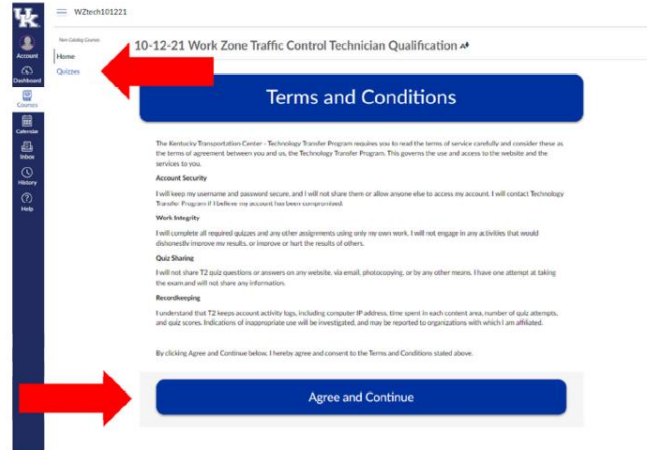 WZtech101221
Non-Catalog Courses
Home
Quizzes
Account
Dashboard
Courses
Calendar
Inbox
History
Help
10-12-21 Work Zone Traffic Control Technician Qualification
Terms and Conditions
The Kentucky Transportation Center - Technology Transfer Program requires you to read the terms of service carefully and consider these as
the terms of agreement between you and us, the Technology Transfer Program. This governs the use and access to the website and the
services to you.
Account Security
I will keep my username and password secure, and I will not share them or allow anyone else to access my account. I will contact Technology
Transfer Program if I believe my account has been compromised.
Work Integrity
I will complete all required quizzes and any other assignments using only my own work. I will not engage in any activities that would
dishonestly improve my results, or improve or hurt the results of others.
Quiz Sharing
I will not share T2 quiz questions or answers on any website, via email, photocopying, or by any other means. I have one attempt at taking
the exam and will not share any information.
Recordkeeping
I understand that T2 keeps account activity logs, including computer IP address, time spent in each content area, number of quiz attempts,
and quiz scores. Indications of inappropriate use will be investigated, and may be reported to organizations with which I am affiliated.
By clicking Agree and Continue below, I hereby agree and consent to the Terms and Conditions stated above.
Agree and Continue